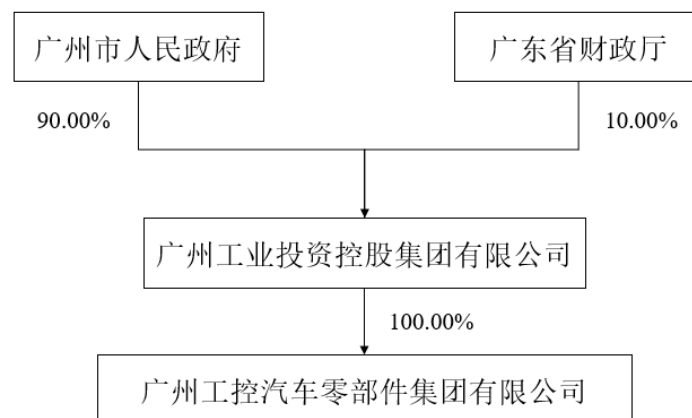 广州市人民政府
广东省财政厅
90.00%
10.00%
广州工业投资控股集团有限公司
100.00%
广州工控汽车零部件集团有限公司